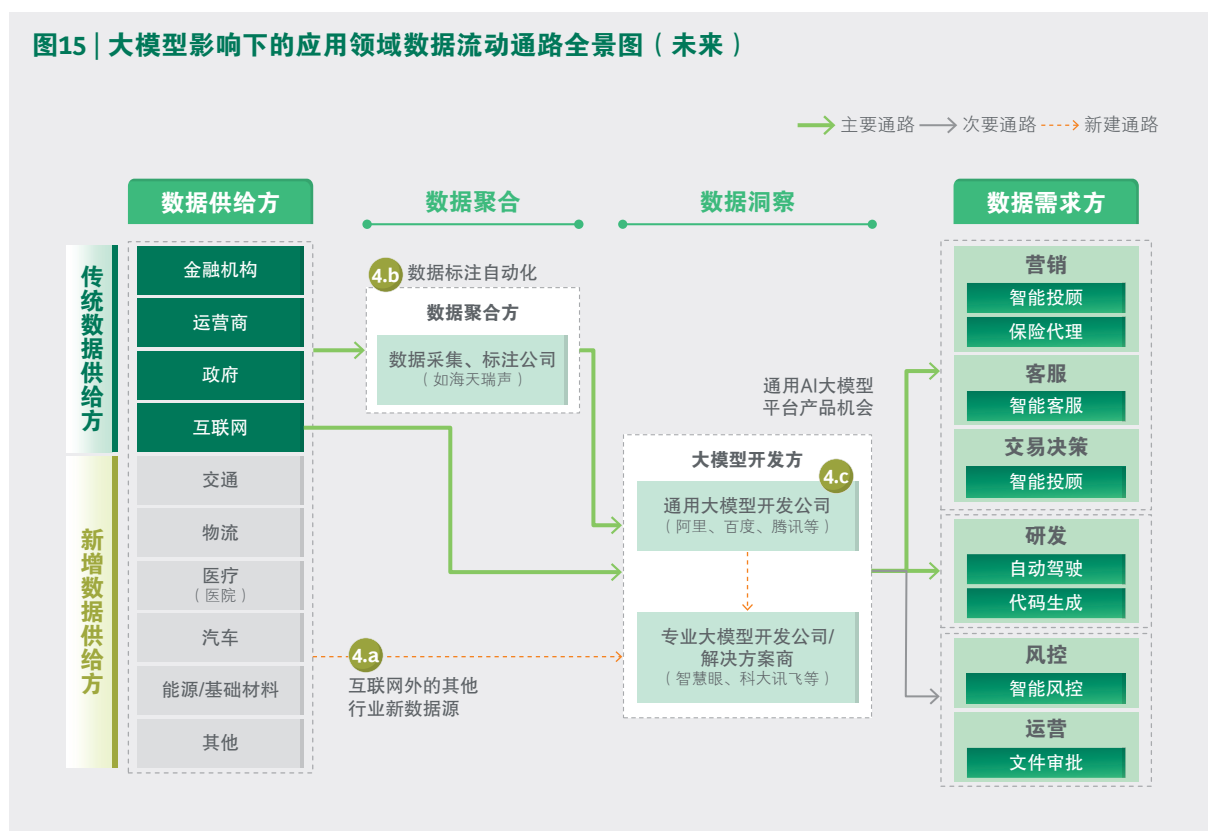 图15 | 大模型影响下的应用领域数据流动通路全景图（未来）
主要通路
次要通路
新建通路
数据供给方
数据聚合
数据洞察
数据需求方
传统数据供给方
金融机构
运营商
政府
互联网
新增数据供给方
交通
物流
医疗
（医院）
汽车
能源/基础材料
其他
4.b
数据标注自动化
数据聚合方
数据采集、标注公司
（如海天瑞声）
4.a
互联网外的其他
行业新数据源
通用AI大模型
平台产品机会
大模型开发方
4.c
通用大模型开发公司
（阿里、百度、腾讯等）
专业大模型开发公司/
解决方案商
（智慧眼、科大讯飞等）
营销
智能投顾
保险代理
客服
智能客服
交易决策
智能投顾
研发
自动驾驶
代码生成
风控
智能风控
运营
文件审批